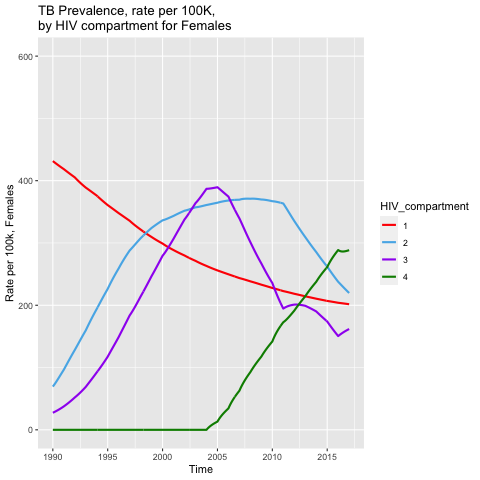 TB Prevalence, rate per 100K,
by HIV compartment for Females
Rate per 100k, Females
600
400
200
0
1990
1995
2000
2005
2010
2015
Time
HIV_compartment
1
2
3
4